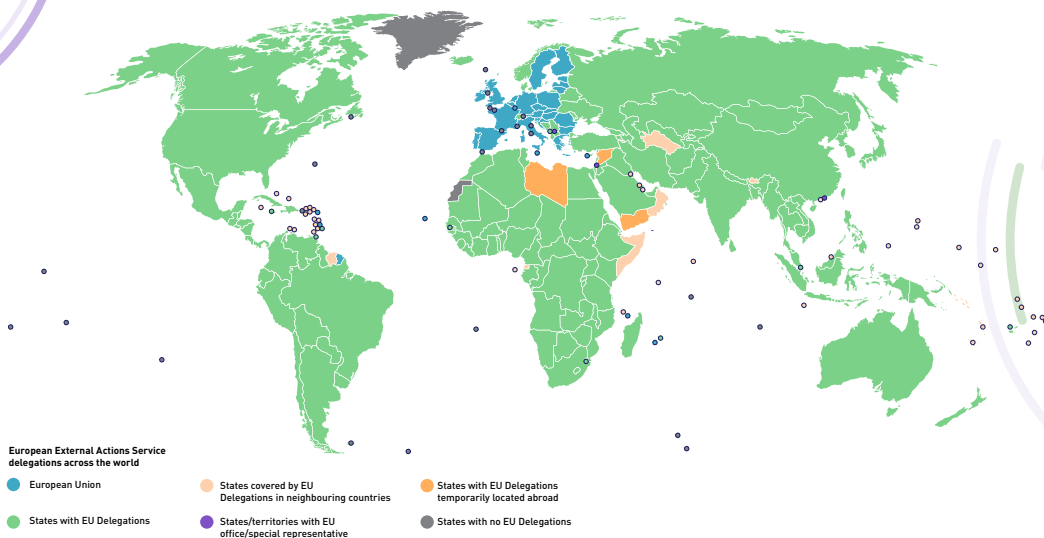 European External Actions Service
delegations across the world
European Union
States with EU Delegations
States covered by EU
Delegations in neighbouring countries
States/territories with EU
office/special representative
States with EU Delegations
temporarily located abroad
States with no EU Delegations